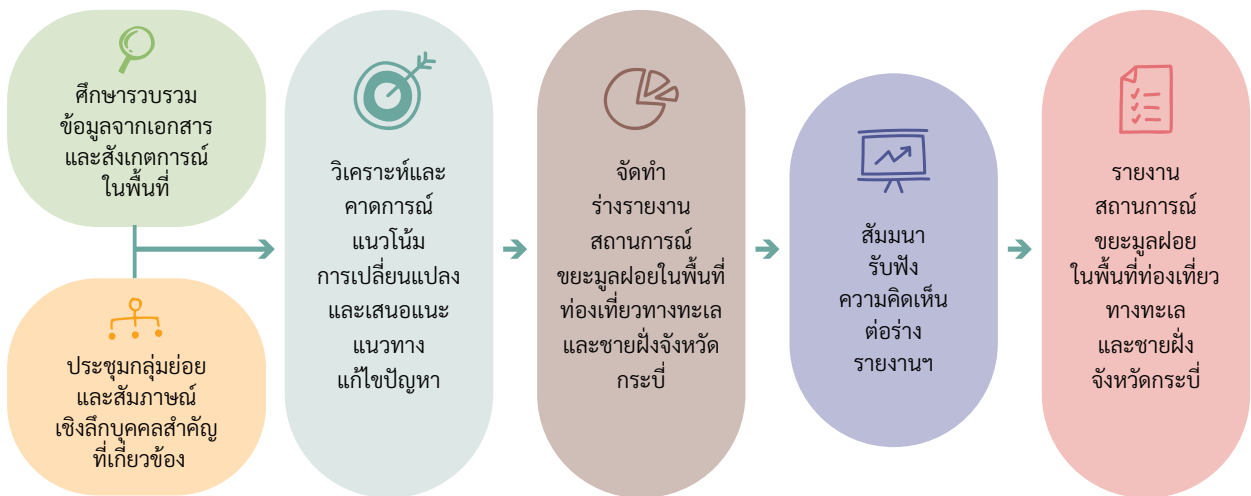 ศึกษารวบรวม
ข้อมูลจากเอกสาร
และสังเกตการณ์
ในพื้นที่
ประชุมกลุ่มย่อย
และสัมภาษณ์
เชิงลึกบุคคลสำคัญ
ที่เกี่ยวข้อง
วิเคราะห์และ
คาดการณ์
แนวโน้ม
การเปลี่ยนแปลง
และเสนอแนะ
แนวทาง
แก้ไขปัญหา
จัดทำ
ร่างรายงาน
สถานการณ์
ขยะมูลฝอยในพื้นที่
ท่องเที่ยวทางทะเล
และชายฝั่งจังหวัด
กระบี่
สัมมนา
รับฟัง
ความคิดเห็น
ต่อร่าง
รายงานฯ
รายงาน
สถานการณ์
ขยะมูลฝอย
ในพื้นที่ท่องเที่ยว
ทางทะเล
และชายฝั่ง
จังหวัดกระบี่